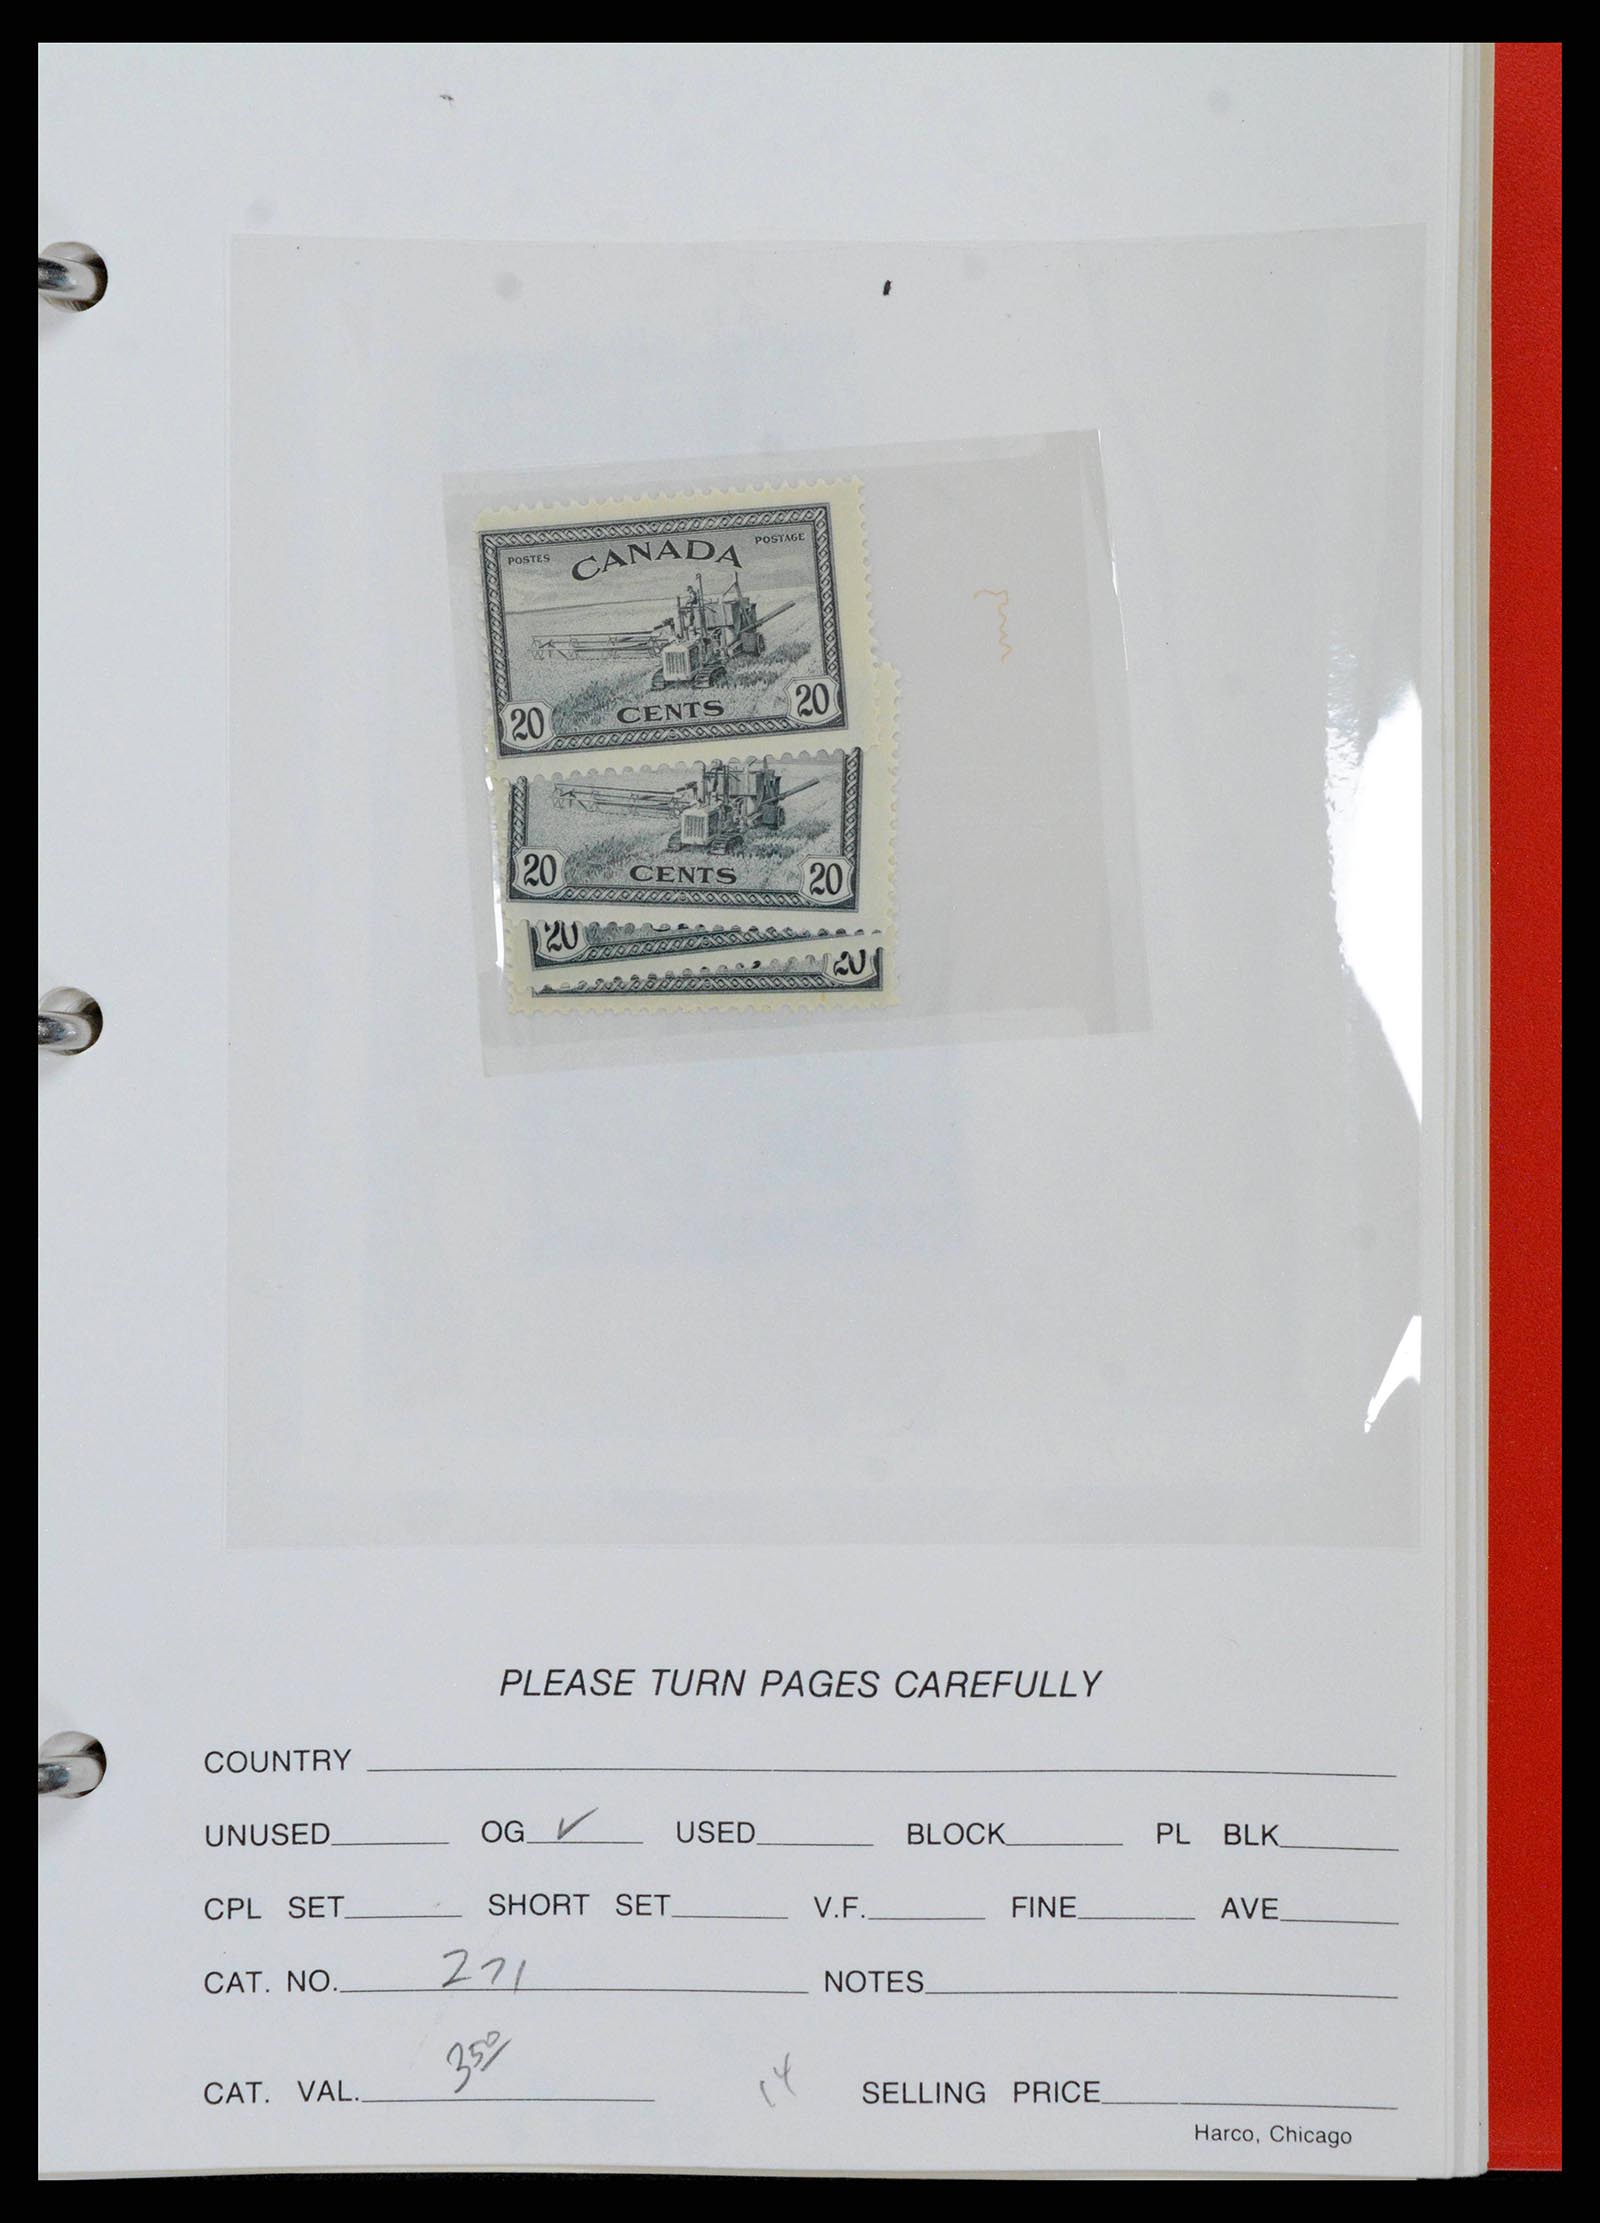 POSTES CANADA POSTAGE
20 CENTS 20
20 CENTS 20
20
20
PLEASE TURN PAGES CAREFULLY
COUNTRY
UNUSED OG ✓ USED BLOCK PL BLK
CPL SET SHORT SET V.F. FINE AVE
CAT. NO. 271 NOTES
CAT. VAL. 350 14 SELLING PRICE
Harco, Chicago